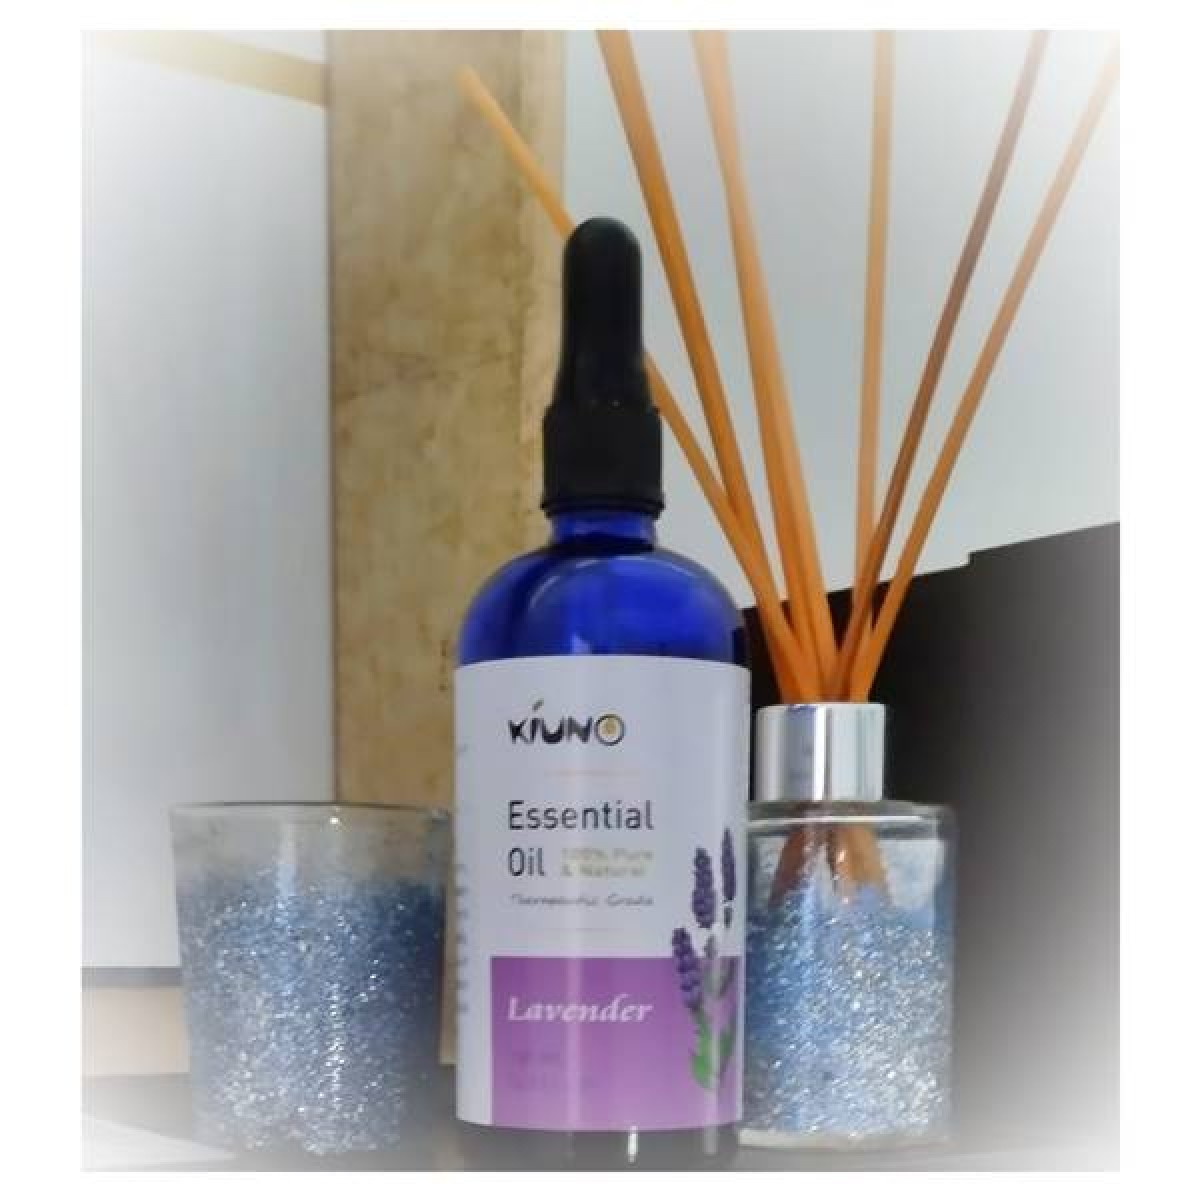 KIUNO
Essential
Oil 100% Pure
& Natural
Therapeutic Grade
Lavender